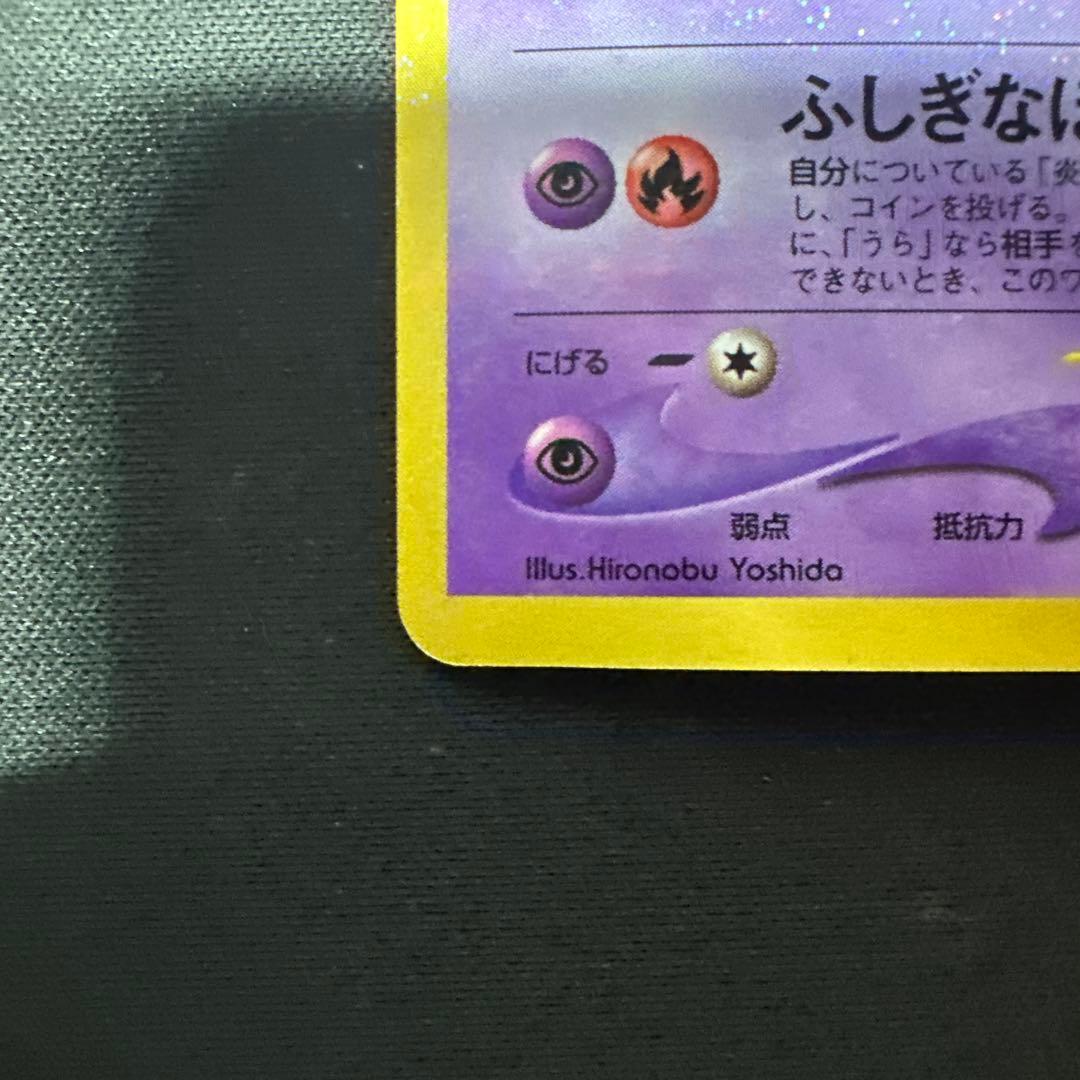 ふしぎなほ
自分についている「炎
し、コインを投げる。
に、「うら」なら相手を
できないとき、このワ
にげる
弱点 抵抗力
Illus.Hironobu Yoshida